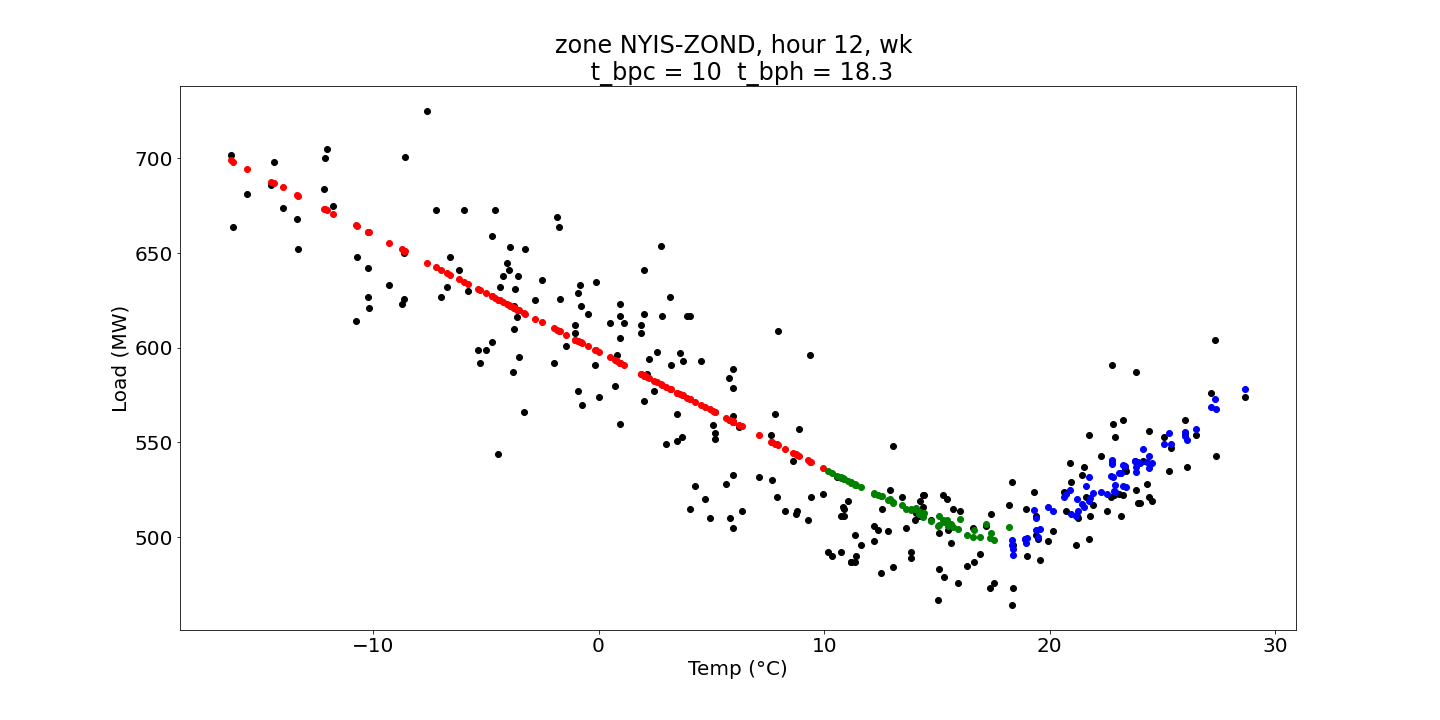 zone NYIS-ZOND, hour 12, wk
t_bpc = 10  t_bph = 18.3
700
650
600
550
500
Load (MW)
−10
0
10
20
30
Temp (°C)